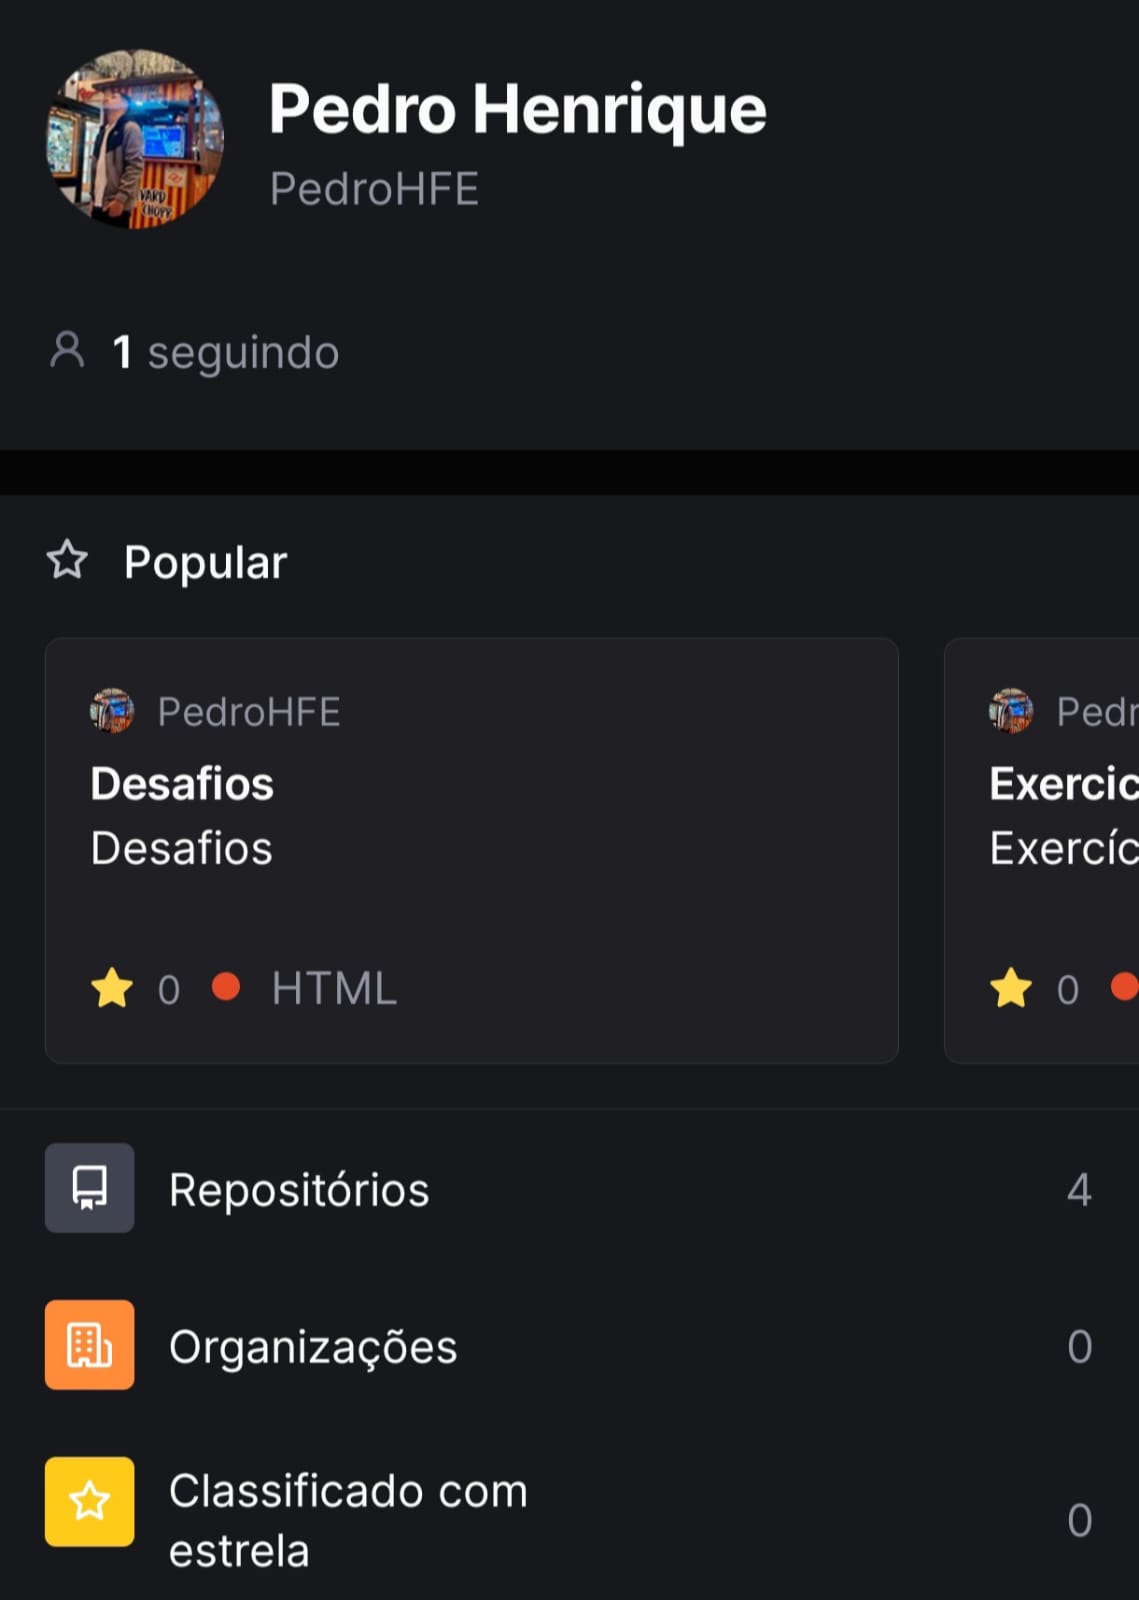 Pedro Henrique
PedroHFE
1 seguindo
Popular
PedroHFE
Desafios
Desafios
0 HTML
Pedr
Exercic
Exercíc
0
Repositórios 4
Organizações 0
Classificado com
estrela 0